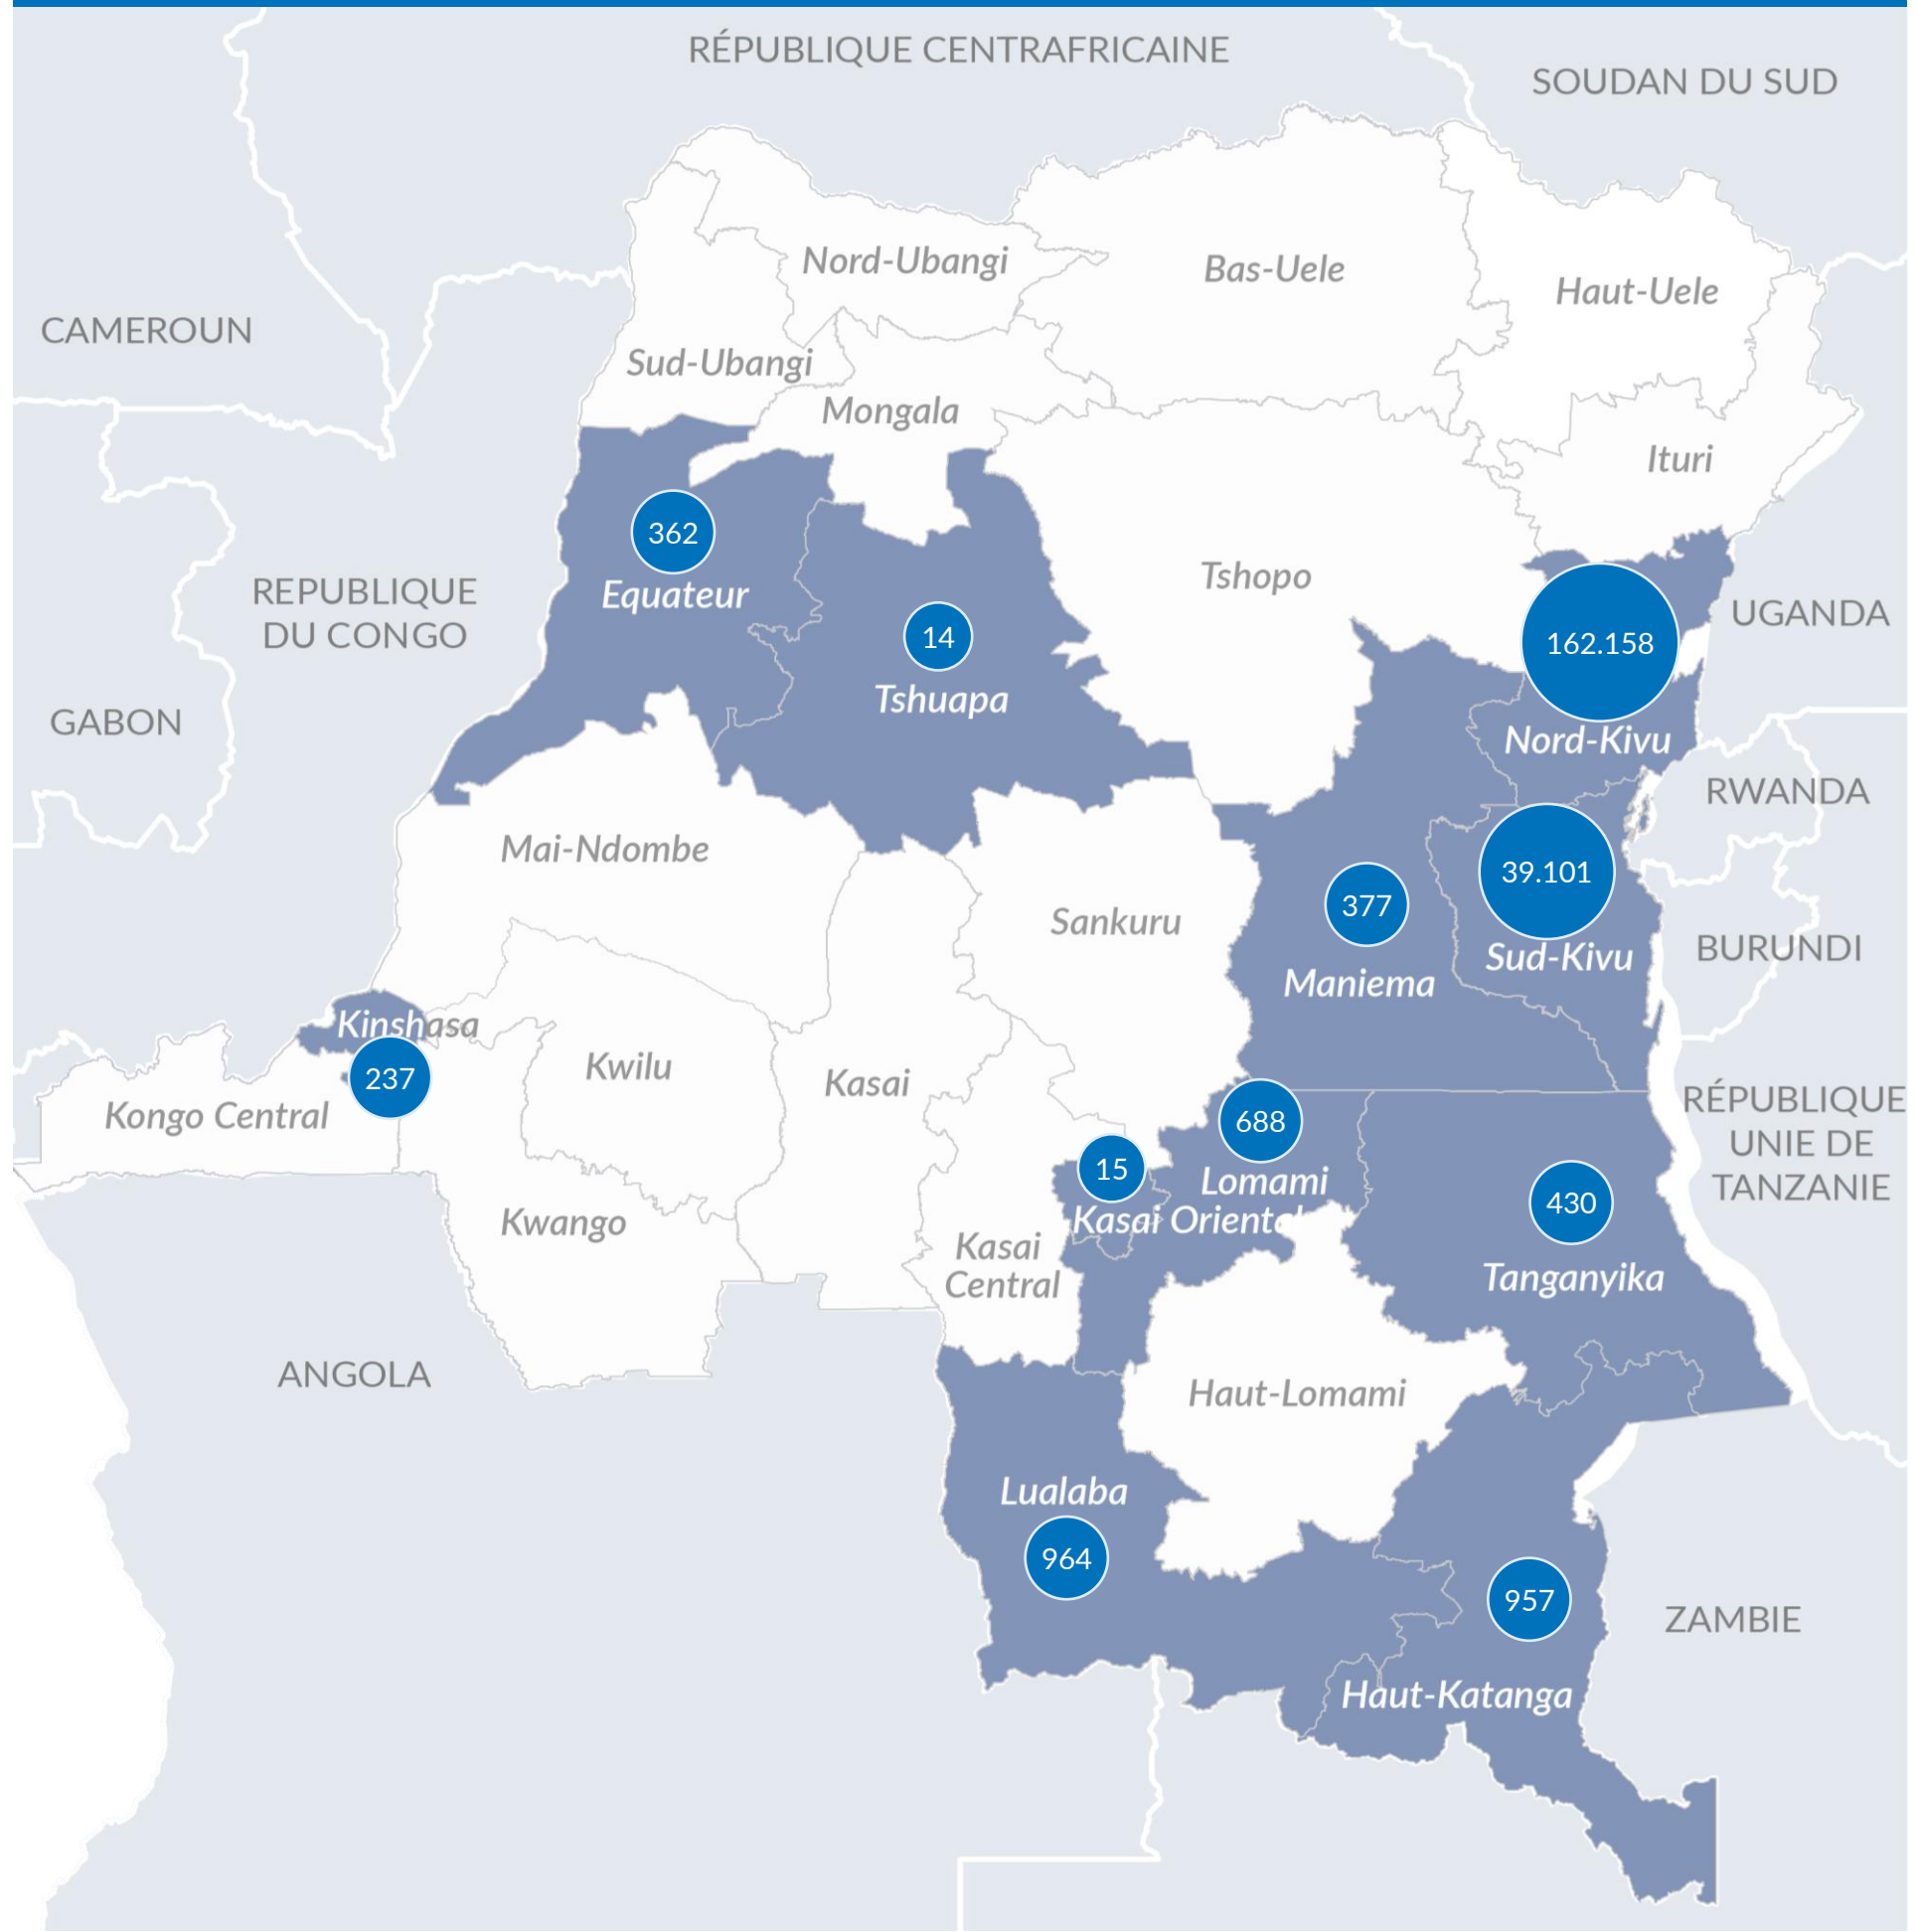 RÉPUBLIQUE CENTRAFRICAINE
SOUDAN DU SUD
Nord-Ubangi
Bas-Uele
Haut-Uele
CAMEROUN
Sud-Ubangi
Mongala
Ituri
362
Equateur
Tshopo
REPUBLIQUE
DU CONGO
14
Tshuapa
162.158
UGANDA
GABON
Nord-Kivu
RWANDA
Mai-Ndombe
39.101
377
Sankuru
Sud-Kivu
BURUNDI
Maniema
Kinshasa
237
Kwilu
Kasai
Kongo Central
688
15
Lomami
Kasai Oriental
RÉPUBLIQUE
UNIE DE
TANZANIE
430
Kwango
Kasai
Central
Tanganyika
ANGOLA
Haut-Lomami
Lualaba
964
957
ZAMBIE
Haut-Katanga